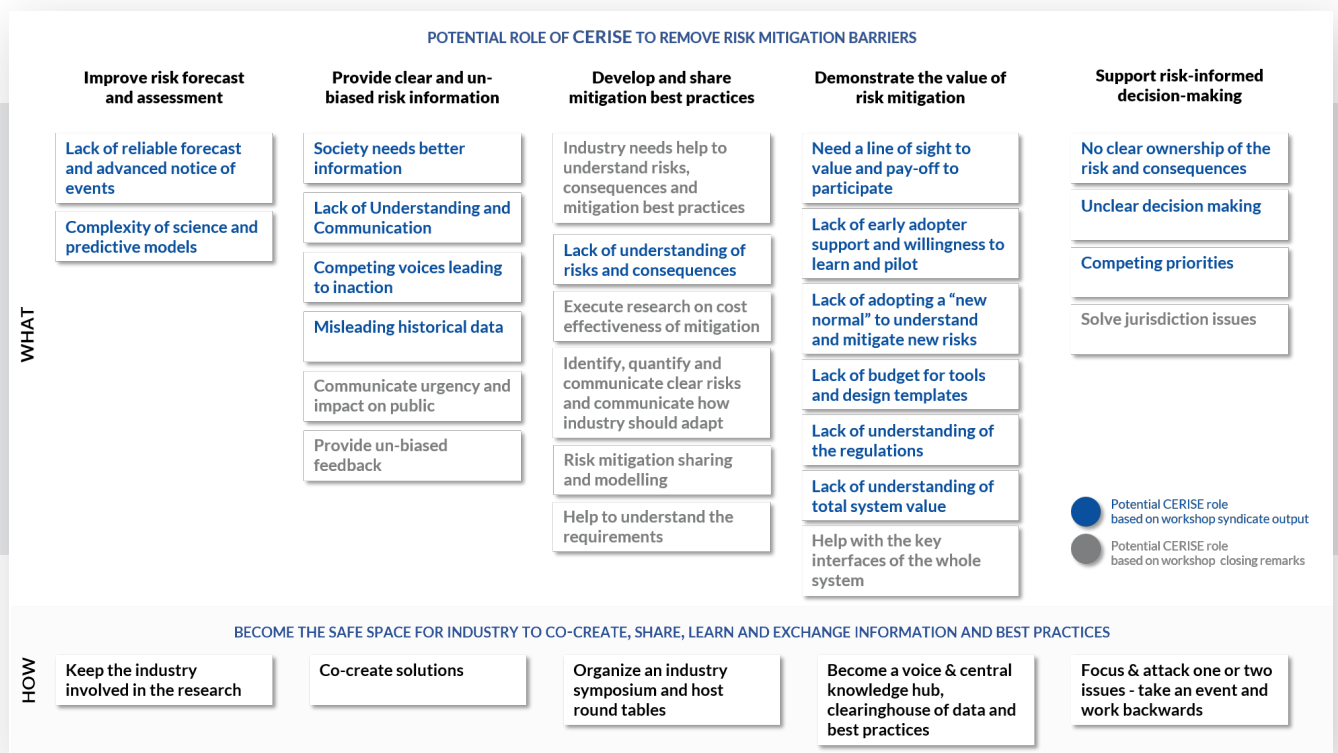 POTENTIAL ROLE OF CERISE TO REMOVE RISK MITIGATION BARRIERS
Improve risk forecast
and assessment
Provide clear and un-
biased risk information
Develop and share
mitigation best practices
Demonstrate the value of
risk mitigation
Support risk-informed
decision-making
WHAT
Lack of reliable forecast
and advanced notice of
events
Complexity of science and
predictive models
Society needs better
information
Lack of Understanding and
Communication
Competing voices leading
to inaction
Misleading historical data
Communicate urgency and
impact on public
Provide un-biased
feedback
Industry needs help to
understand risks,
consequences and
mitigation best practices
Lack of understanding of
risks and consequences
Execute research on cost
effectiveness of mitigation
Identify, quantify and
communicate clear risks
and communicate how
industry should adapt
Risk mitigation sharing
and modelling
Help to understand the
requirements
Need a line of sight to
value and pay-off to
participate
Lack of early adopter
support and willingness to
learn and pilot
Lack of adopting a “new
normal” to understand
and mitigate new risks
Lack of budget for tools
and design templates
Lack of understanding of
the regulations
Lack of understanding of
total system value
Help with the key
interfaces of the whole
system
No clear ownership of the
risk and consequences
Unclear decision making
Competing priorities
Solve jurisdiction issues
Potential CERISE role
based on workshop syndicate output
Potential CERISE role
based on workshop closing remarks
BECOME THE SAFE SPACE FOR INDUSTRY TO CO-CREATE, SHARE, LEARN AND EXCHANGE INFORMATION AND BEST PRACTICES
HOW
Keep the industry
involved in the research
Co-create solutions
Organize an industry
symposium and host
round tables
Become a voice & central
knowledge hub,
clearinghouse of data and
best practices
Focus & attack one or two
issues - take an event and
work backwards